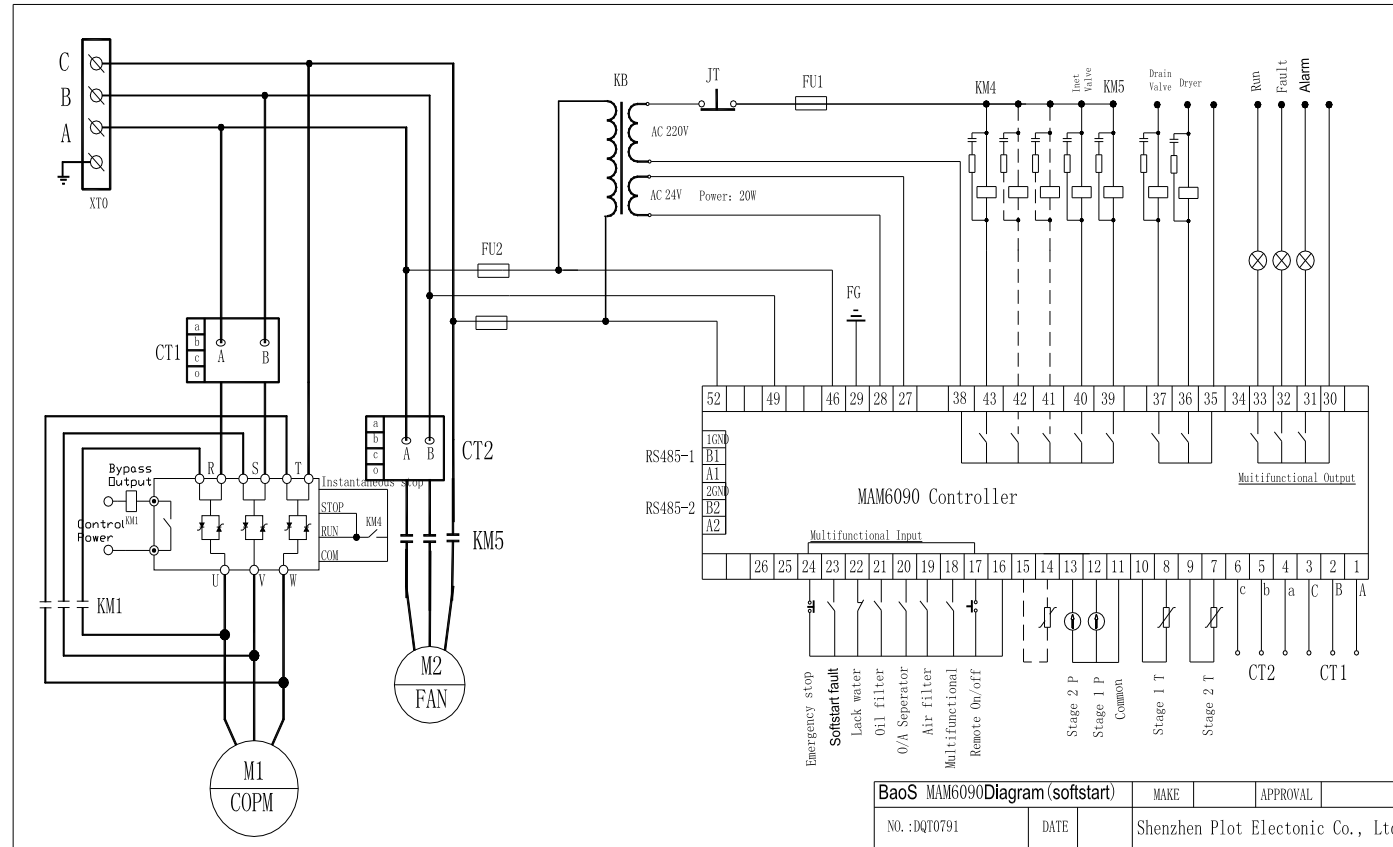 C
B
A
XT0
KB
JT
FU1
AC 220V
AC 24V
Power: 20W
KM4
Inet Valve
KM5
Drain Valve
Dryer
Run
Fault
Alarm
FU2
FG
CT1
a
b
c
o
A
B
CT2
a
b
c
o
A
B
52
49
46
29
28
27
38
43
42
41
40
39
37
36
35
34
33
32
31
30
Bypass
Output
KM1
Control
Power
R
S
T
Instantaneous stop
STOP
RUN
COM
KM4
U
V
W
KM1
KM5
RS485-1
1GND
B1
A1
RS485-2
2GND
B2
A2
MAM6090 Controller
Muitifunctional Output
Multifunctional Input
26
25
24
23
22
21
20
19
18
17
16
15
14
13
12
11
10
8
9
7
6
5
4
3
2
1
c
b
a
C
B
A
CT2
CT1
Emergency stop
Softstart fault
Lack water
Oil filter
O/A Seperator
Air filter
Multifunctional
Remote On/off
Stage 2 P
Stage 1 P
Common
Stage 1 T
Stage 2 T
M2
FAN
M1
COPM
BaoS MAM6090Diagram(softstart)
MAKE
APPROVAL
NO.:DQT0791
DATE
Shenzhen Plot Electonic Co., Ltd